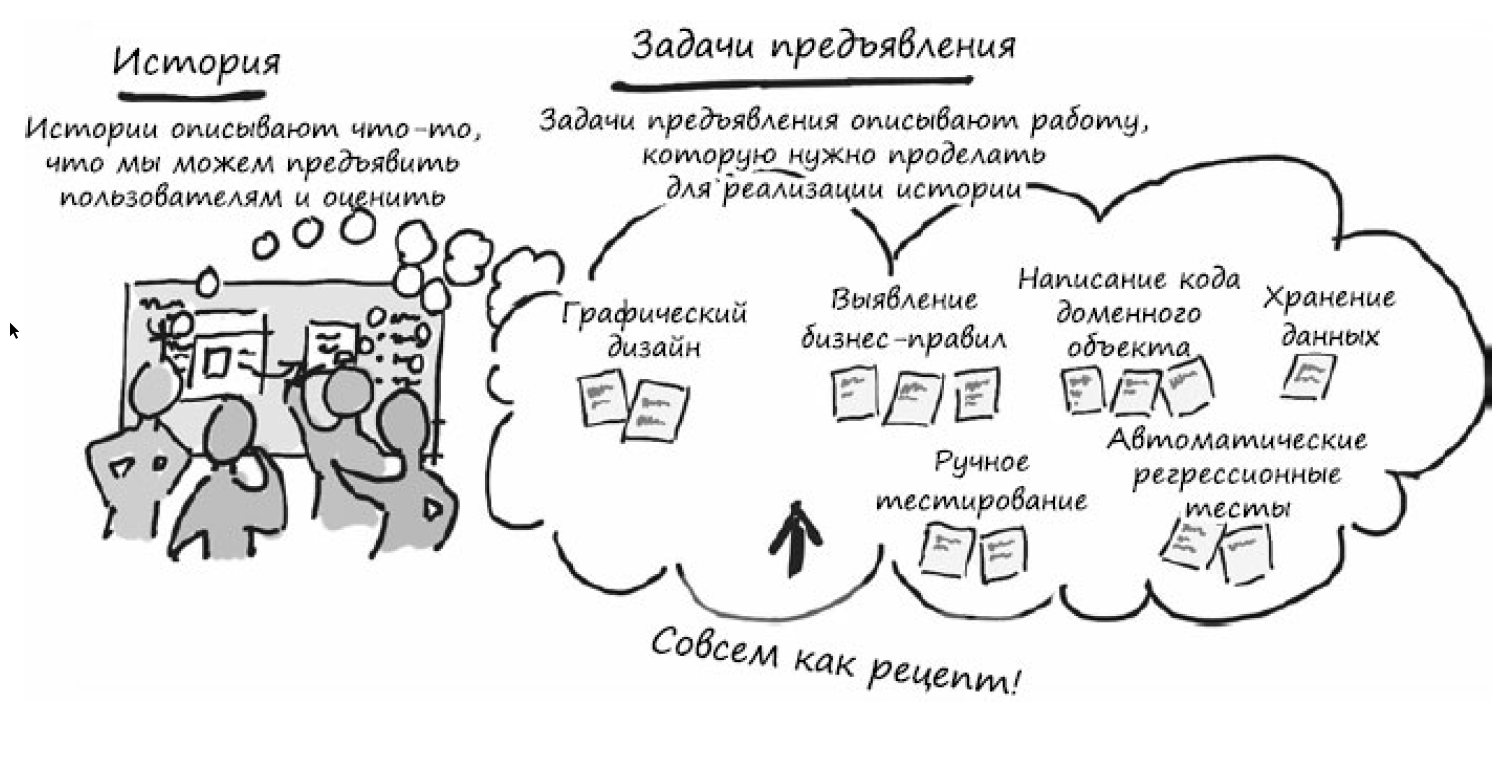 История
Истории описывают что-то,
что мы можем предъявить
пользователям и оценить
Задачи предъявления
Задачи предъявления описывают работу,
которую нужно проделать
для реализации истории
Графический
дизайн
Выявление
бизнес-правил
Написание кода
доменного
объекта
Хранение
данных
Ручное
тестирование
Автоматические
регрессионные
тесты
Совсем как рецепт!